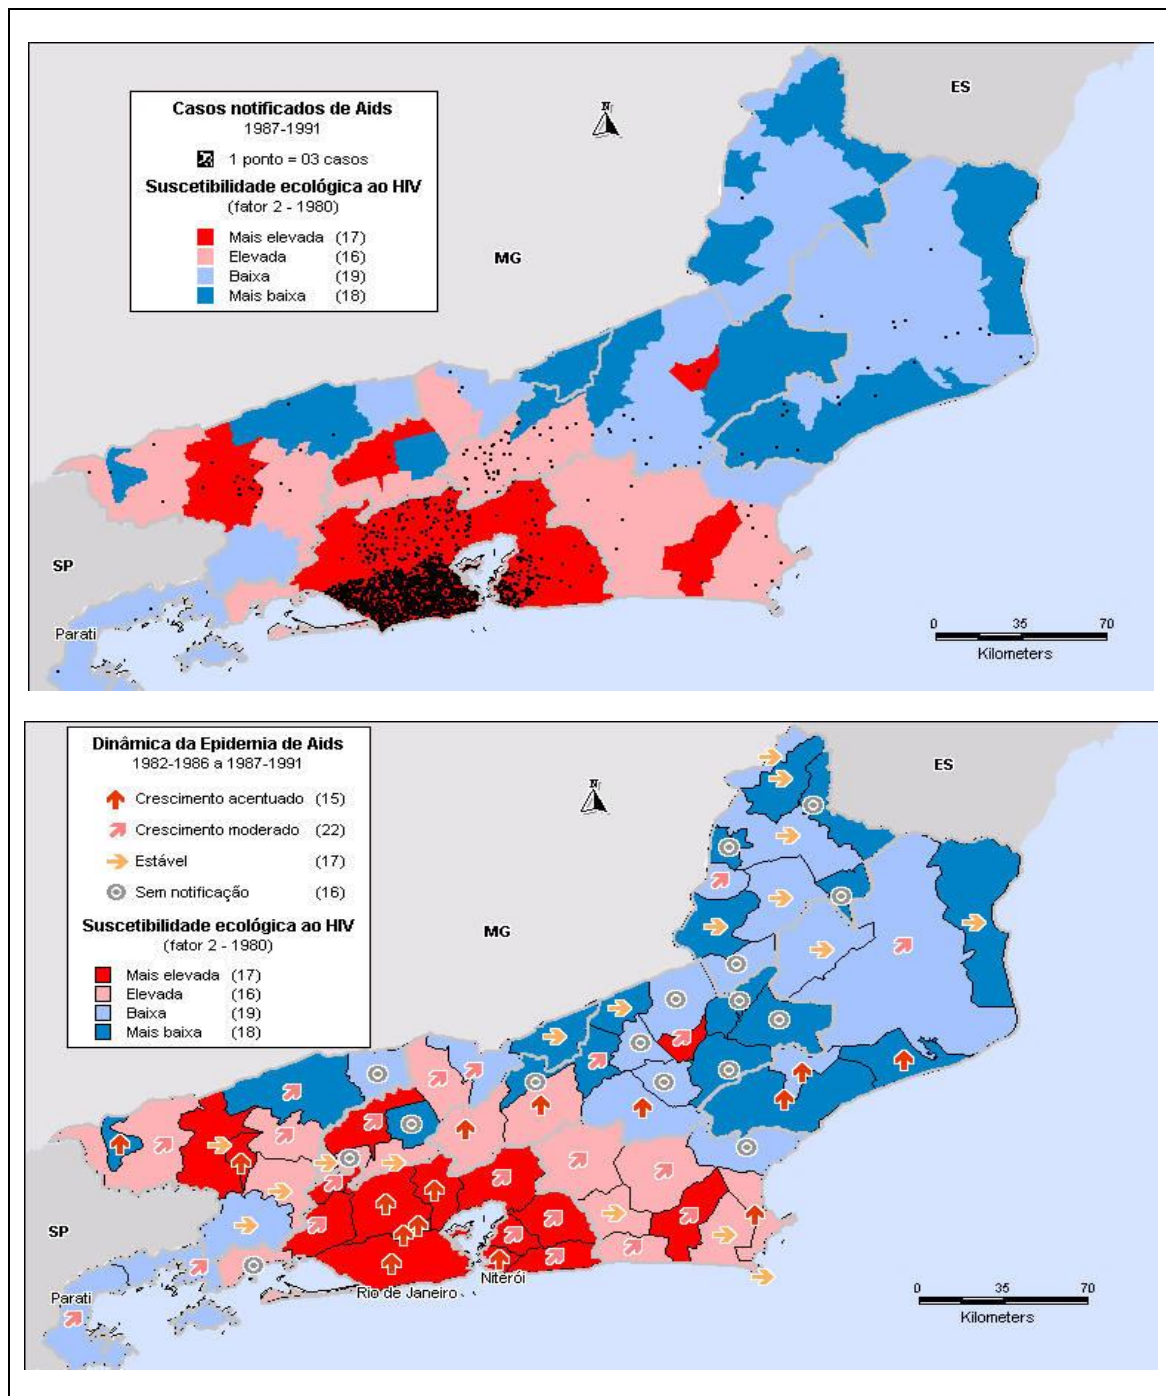 Casos notificados de Aids
1987-1991
1 ponto = 03 casos
Suscetibilidade ecológica ao HIV
(fator 2 - 1980)
Mais elevada (17)
Elevada (16)
Baixa (19)
Mais baixa (18)
N
ES
MG
SP
Parati
0 35 70
Kilometers
Dinâmica da Epidemia de Aids
1982-1986 a 1987-1991
Crescimento acentuado (15)
Crescimento moderado (22)
Estável (17)
Sem notificação (16)
Suscetibilidade ecológica ao HIV
(fator 2 - 1980)
Mais elevada (17)
Elevada (16)
Baixa (19)
Mais baixa (18)
N
ES
MG
SP
Parati
Niterói
Rio de Janeiro
0 35 70
Kilometers